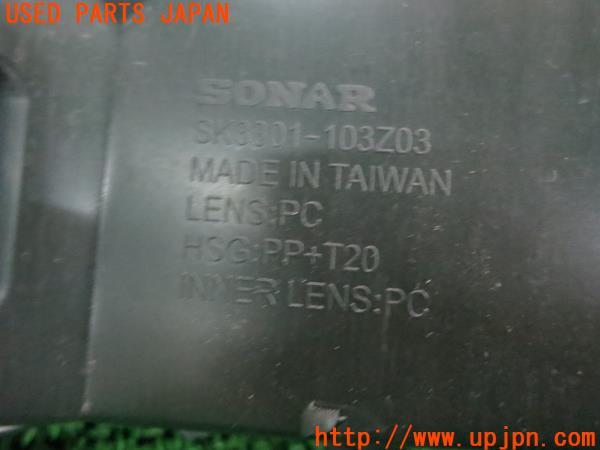 USED PARTS JAPAN
SONAR
SK3301-103Z03
MADE IN TAIWAN
LENS:PC
HSG:PP+T20
INNER LENS:PC
http://www.upjpn.com